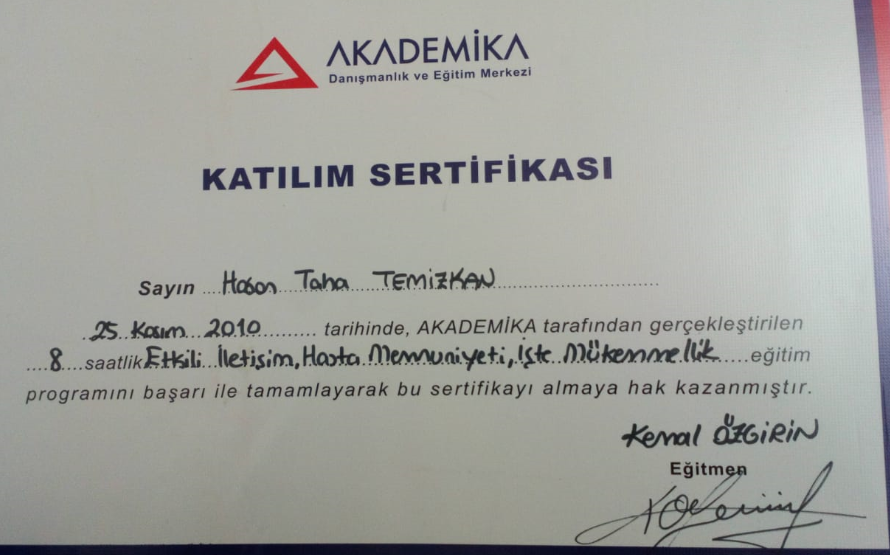 AKADEMİKA
Danışmanlık ve Eğitim Merkezi
KATILIM SERTİFİKASI
Sayın ....Hasan Taha TEMİZKAN....
..25 Kasım 2010.... tarihinde, AKADEMİKA tarafından gerçekleştirilen
....8..saatlik Etkili İletişim, Hasta Memnuniyeti, İşte Mükemmellik....eğitim
programını başarı ile tamamlayarak bu sertifikayı almaya hak kazanmıştır.
Kemal ÖZGİRİN
Eğitmen